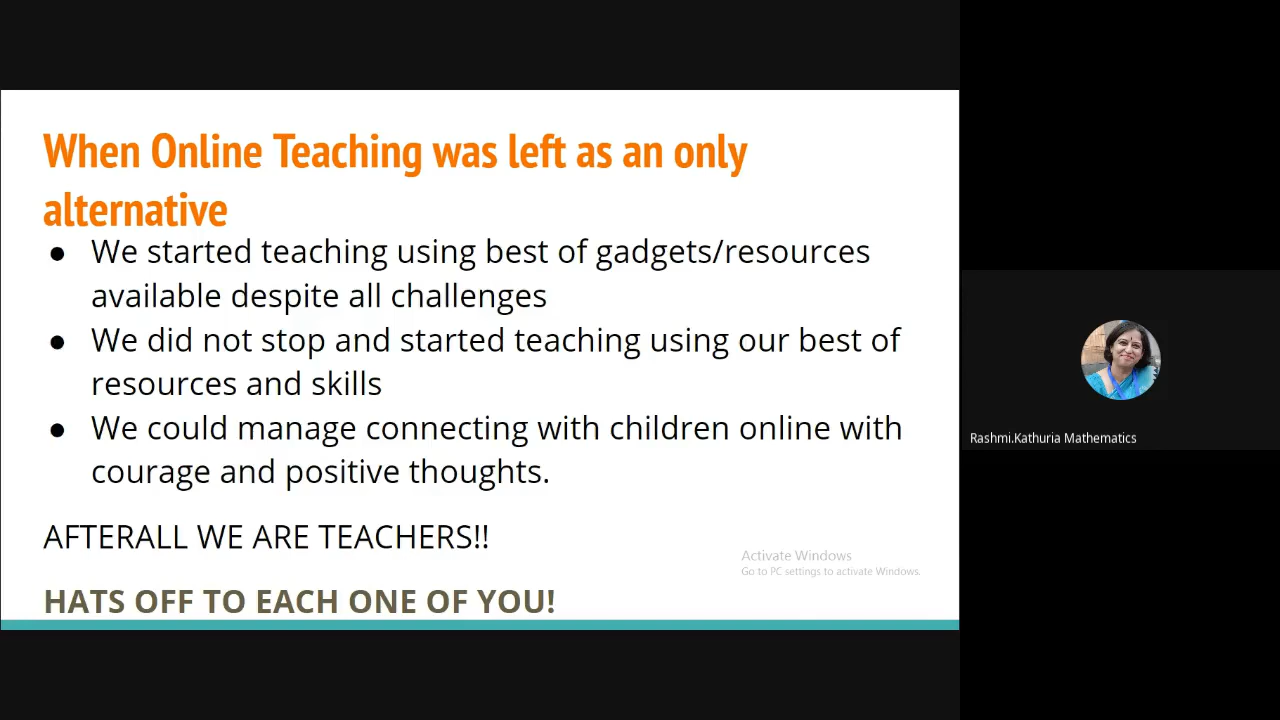 When Online Teaching was left as an only
alternative
● We started teaching using best of gadgets/resources
available despite all challenges
● We did not stop and started teaching using our best of
resources and skills
● We could manage connecting with children online with
courage and positive thoughts.
AFTERALL WE ARE TEACHERS!!
HATS OFF TO EACH ONE OF YOU!
Activate Windows
Go to PC settings to activate Windows.
Rashmi.Kathuria Mathematics